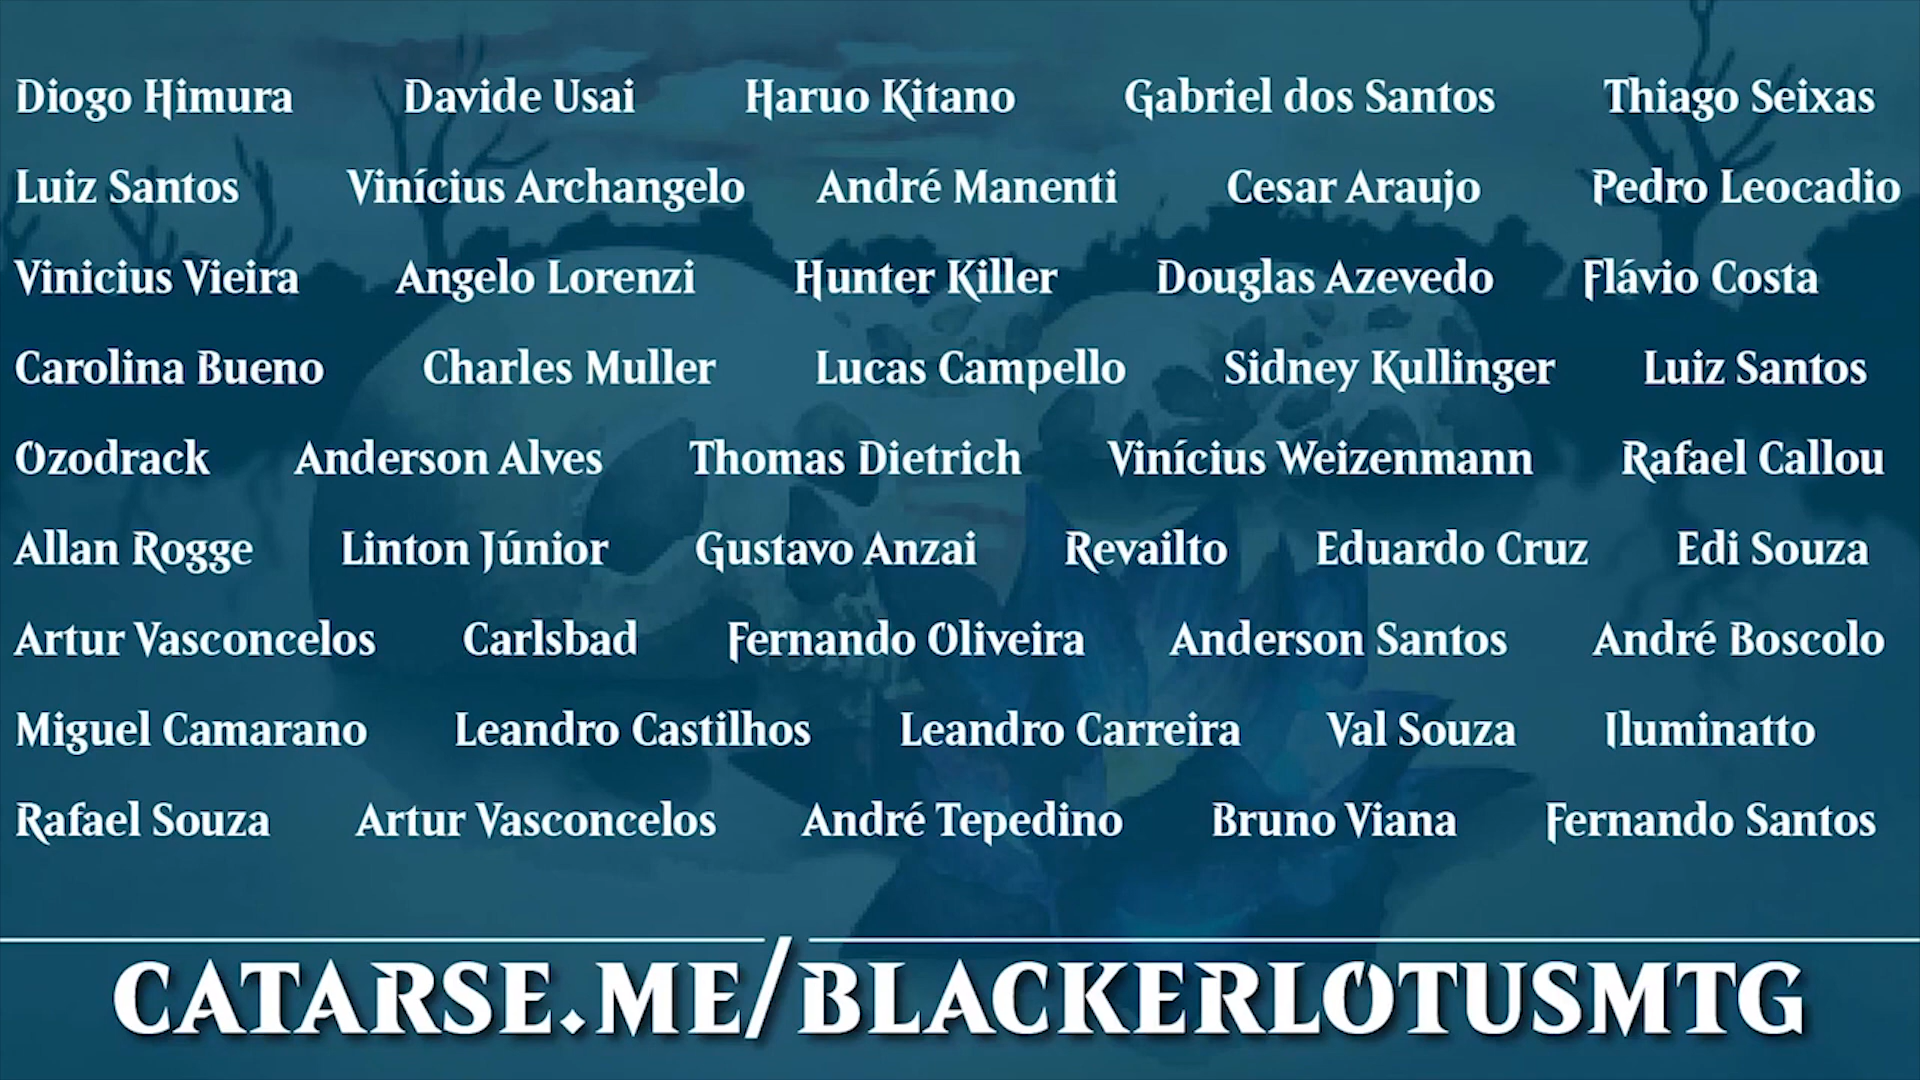 Diogo Himura Davide Usai Haruo Kitano Gabriel dos Santos Thiago Seixas
Luiz Santos Vinícius Archangelo André Manenti Cesar Araujo Pedro Leocadio
Vinicius Vieira Angelo Lorenzi Hunter Killer Douglas Azevedo Flávio Costa
Carolina Bueno Charles Muller Lucas Campello Sidney Kullinger Luiz Santos
Ozodrack Anderson Alves Thomas Dietrich Vinícius Weizenmann Rafael Callou
Allan Rogge Linton Júnior Gustavo Anzai Revailto Eduardo Cruz Edi Souza
Artur Vasconcelos Carlsbad Fernando Oliveira Anderson Santos André Boscolo
Miguel Camarano Leandro Castilhos Leandro Carreira Val Souza Iluminatto
Rafael Souza Artur Vasconcelos André Tepedino Bruno Viana Fernando Santos
CATARSE.ME/BLACKERLOTUSMTG